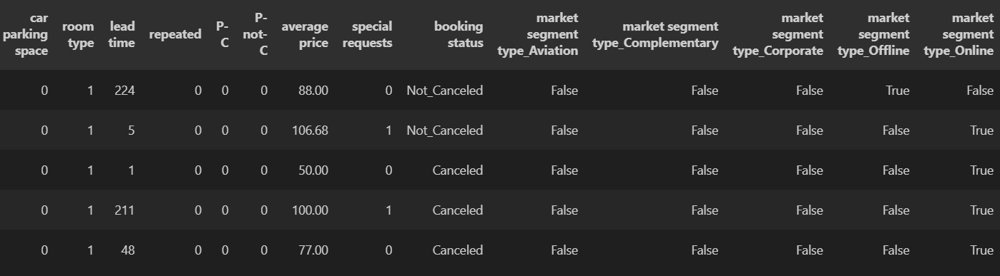 car parking space room type lead time repeated P-C P-not-C average price special requests booking status market segment type_Aviation market segment type_Complementary market segment type_Corporate market segment type_Offline market segment type_Online
0 1 224 0 0 0 88.00 0 Not_Canceled False False False True False
0 1 5 0 0 0 106.68 1 Not_Canceled False False False False True
0 1 1 0 0 0 50.00 0 Canceled False False False False True
0 1 211 0 0 0 100.00 1 Canceled False False False False True
0 1 48 0 0 0 77.00 0 Canceled False False False False True